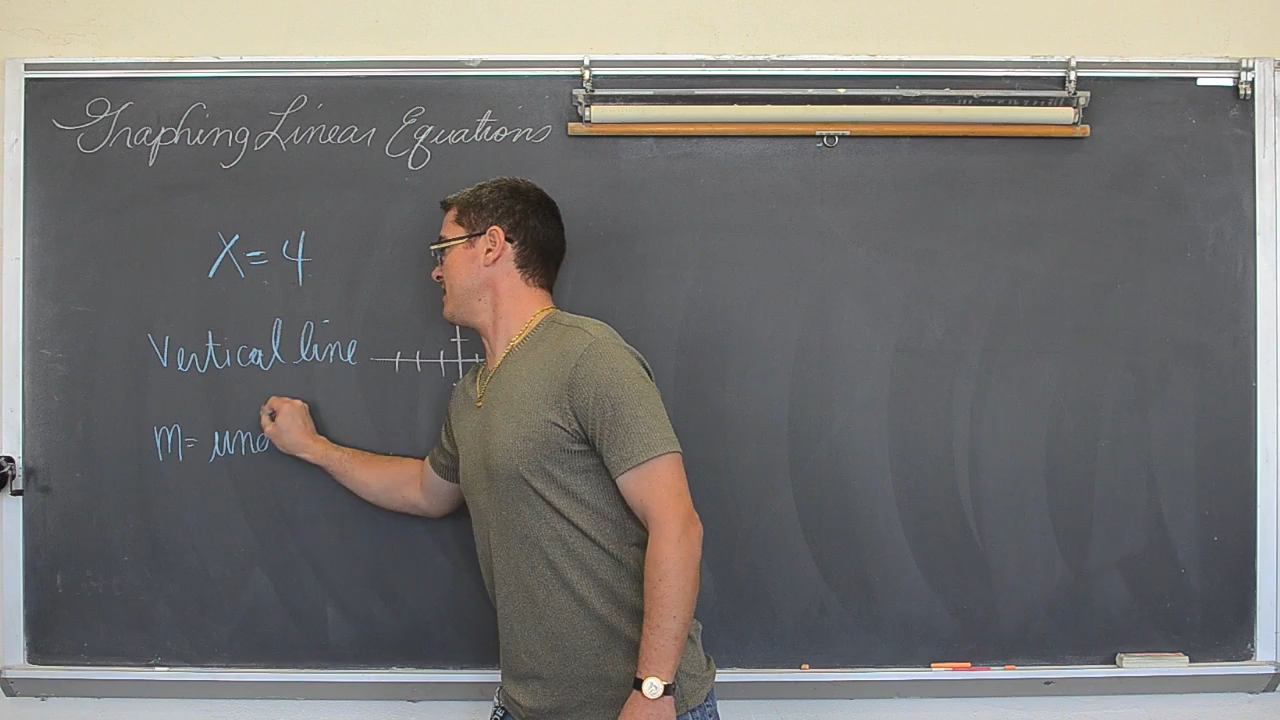 Graphing Linear Equations
x = 4
Vertical line
m= und